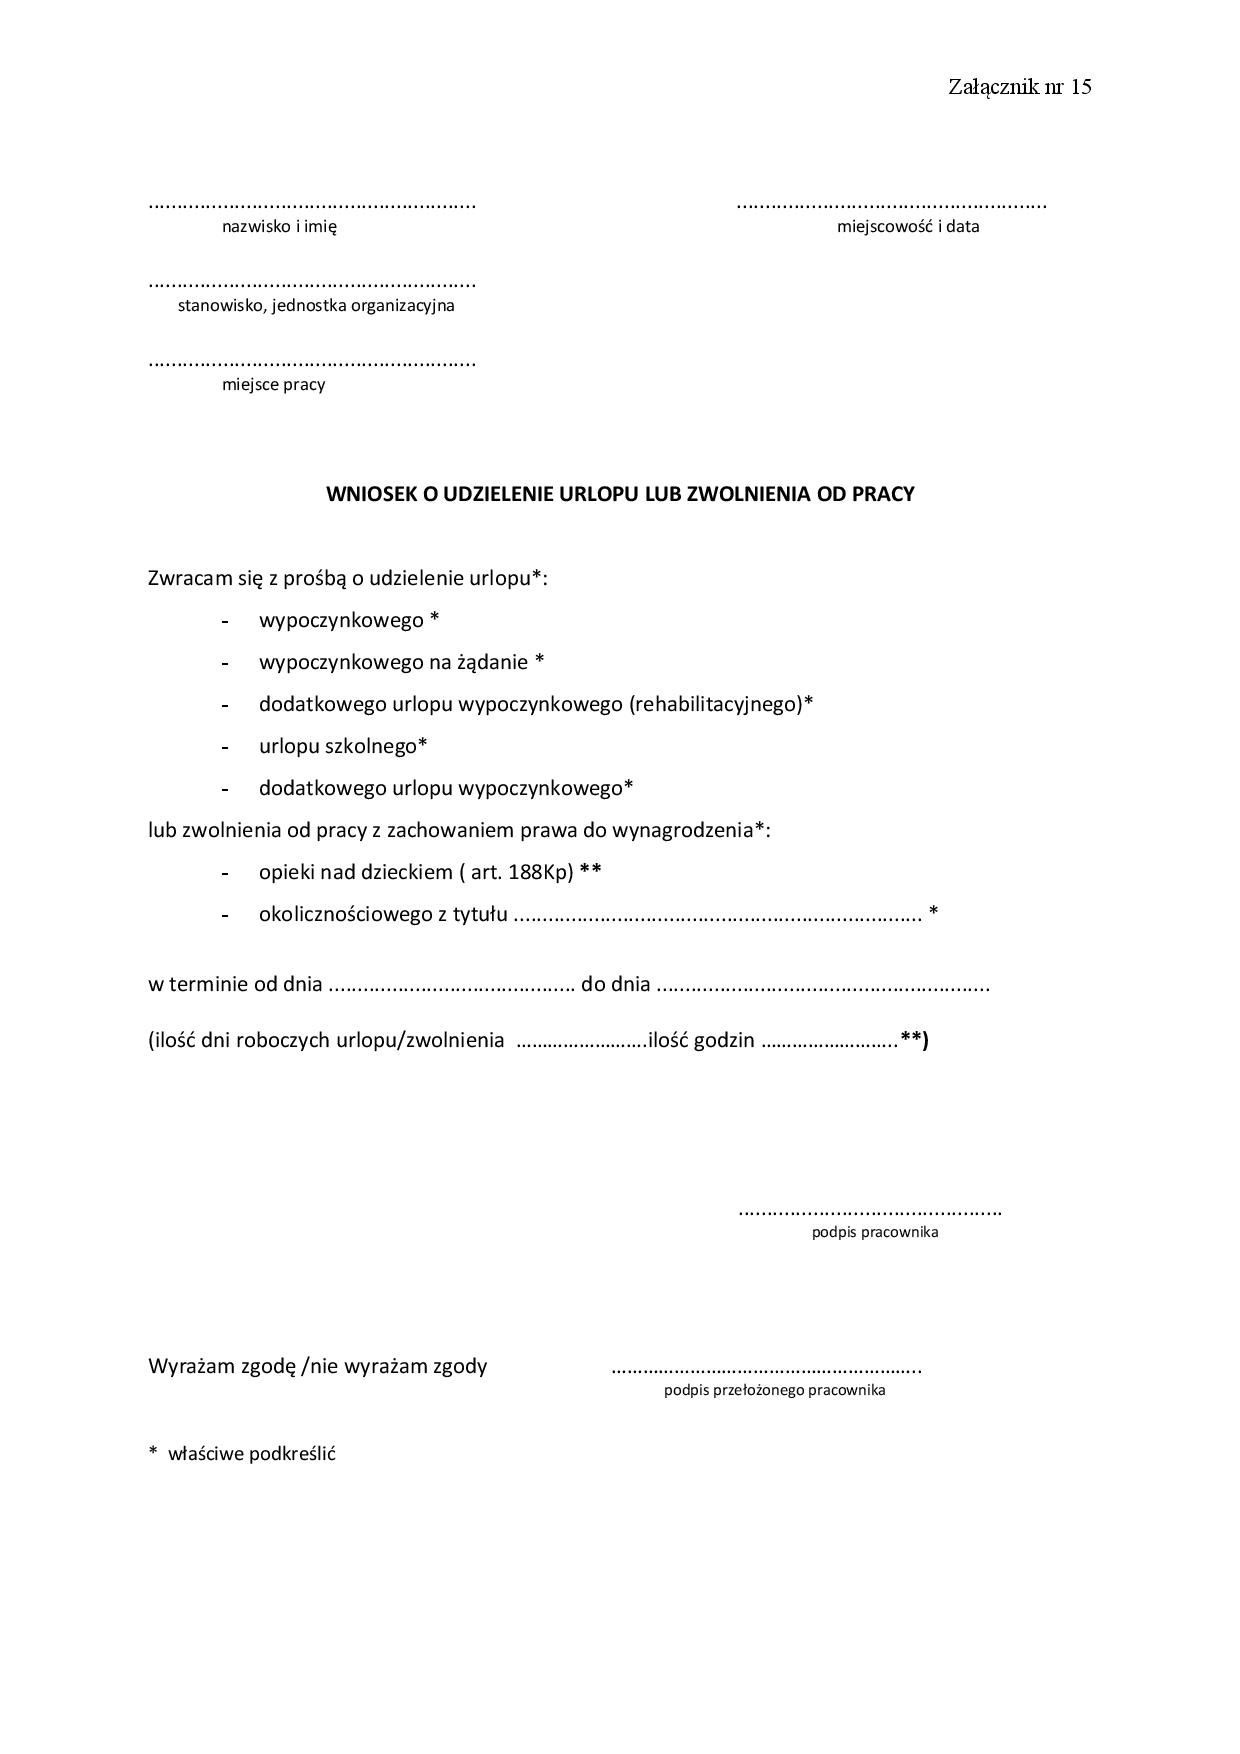 Załącznik nr 15
……………………………………………….. ……………………………………………..
nazwisko i imię miejscowość i data
………………………………………………..
stanowisko, jednostka organizacyjna
………………………………………………..
miejsce pracy
WNIOSEK O UDZIELENIE URLOPU LUB ZWOLNIENIA OD PRACY
Zwracam się z prośbą o udzielenie urlopu*:
- wypoczynkowego *
- wypoczynkowego na żądanie *
- dodatkowego urlopu wypoczynkowego (rehabilitacyjnego)*
- urlopu szkolnego*
- dodatkowego urlopu wypoczynkowego*
lub zwolnienia od pracy z zachowaniem prawa do wynagrodzenia*:
- opieki nad dzieckiem ( art. 188Kp) **
- okolicznościowego z tytułu …………………………………………………………….. *
w terminie od dnia ……………………………………. do dnia ………………………………………………….
(ilość dni roboczych urlopu/zwolnienia …………………….ilość godzin ……………………..**)
……………………………………….
podpis pracownika
Wyrażam zgodę /nie wyrażam zgody …………………………………………………..
podpis przełożonego pracownika
* właściwe podkreślić